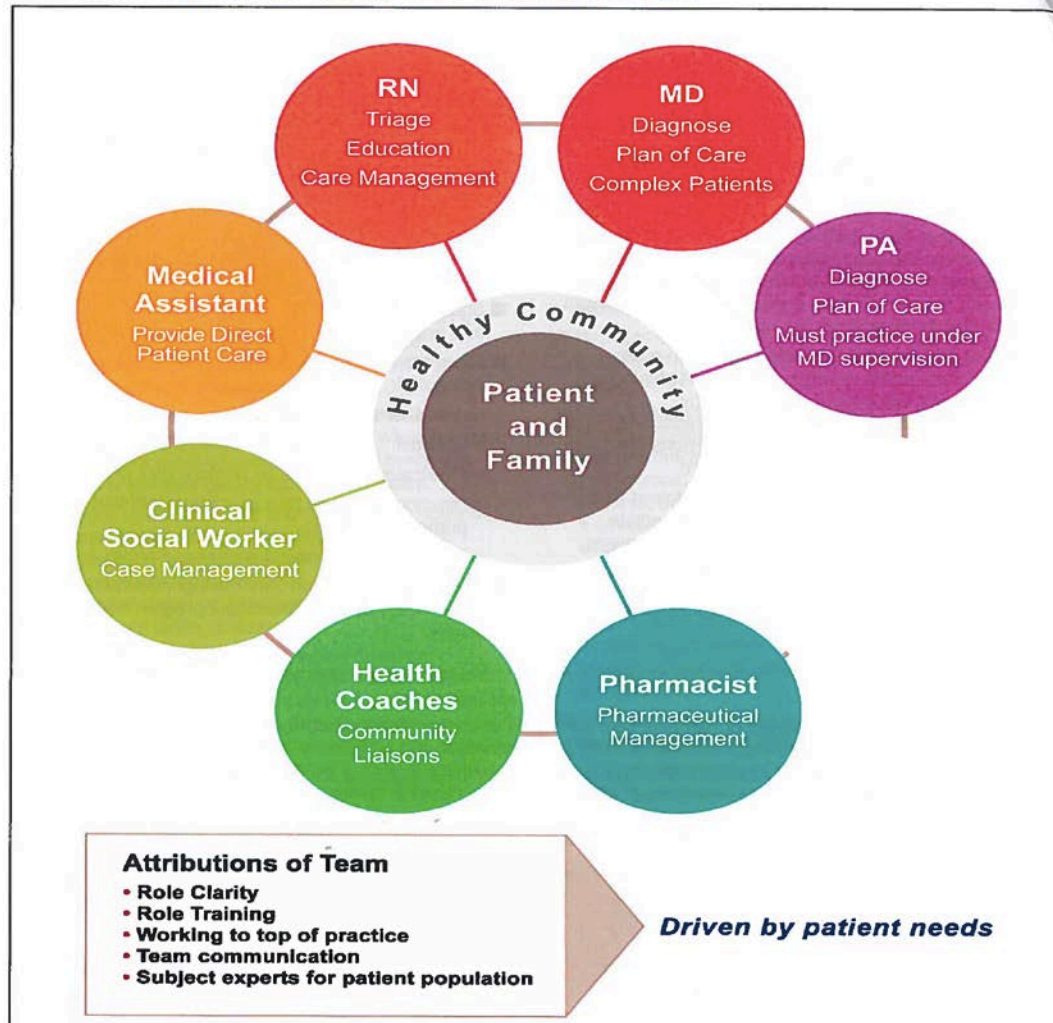 RN
Triage
Education
Care Management
MD
Diagnose
Plan of Care
Complex Patients
PA
Diagnose
Plan of Care
Must practice under
MD supervision
Medical
Assistant
Provide Direct
Patient Care
Healthy Community
Patient
and
Family
Clinical
Social Worker
Case Management
Health
Coaches
Community
Liaisons
Pharmacist
Pharmaceutical
Management
Attributions of Team
• Role Clarity
• Role Training
• Working to top of practice
• Team communication
• Subject experts for patient population
Driven by patient needs